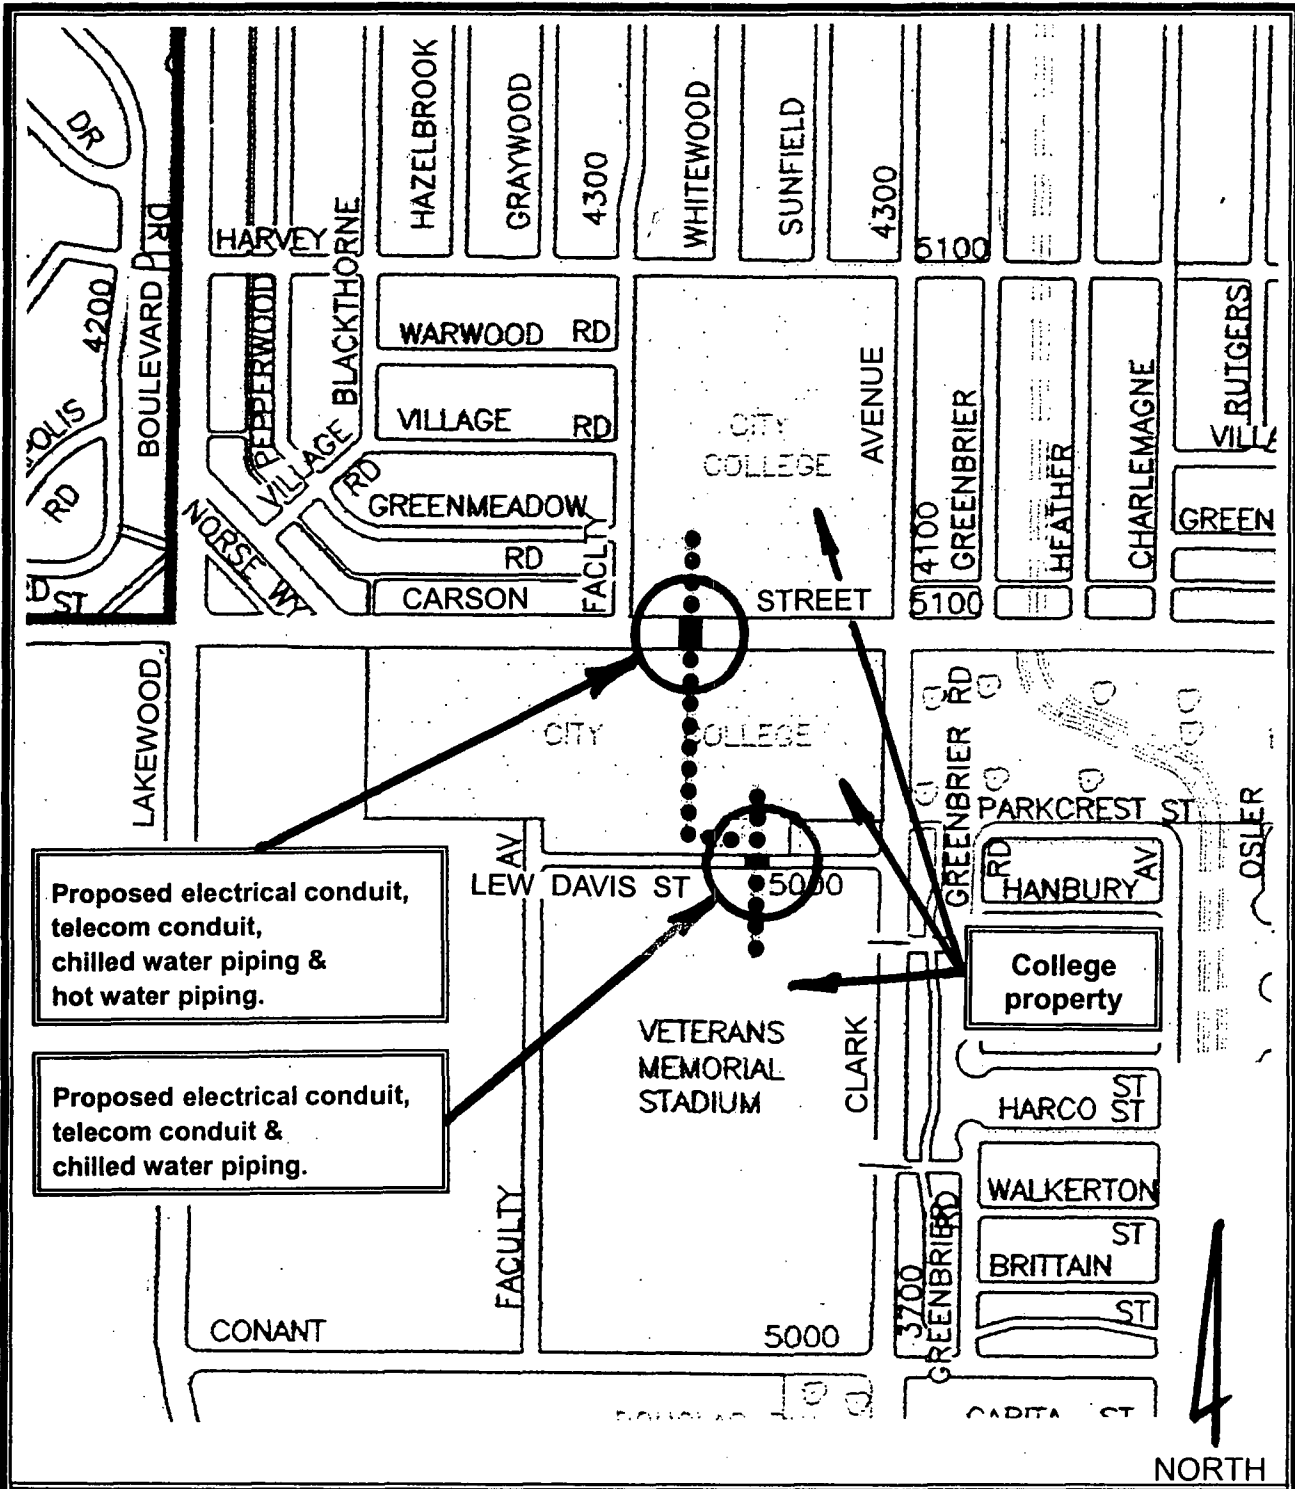 DR
HAZELBROOK
GRAYWOOD
4300
WHITEWOOD
SUNFIELD
4300
DR
HARVEY
5100
BLACKTHORNE
4200
BOULEVARD
PEPPERWOOD
WARWOOD RD
AVENUE
RUTGERS
VILLAGE RD
CITY
COLLEGE
GREENBRIER
CHARLEMAGNE
VILLA
OLIS
RD
VILLAGE
RD
GREENMEADOW
HEATHER
4100
GREEN
NORSE WY
RD
FACLTY
D ST
CARSON
STREET
5100
LAKEWOOD
CITY COLLEGE
GREENBRIER RD
PARKCREST ST
OSLER
AV
RD
AV
LEW DAVIS ST 5000
HANBURY
Proposed electrical conduit,
telecom conduit,
chilled water piping &
hot water piping.
College
property
VETERANS
MEMORIAL
STADIUM
CLARK
Proposed electrical conduit,
telecom conduit &
chilled water piping.
ST
HARCO ST
WALKERTON
FACULTY
GREENBRIER
RD
ST
BRITTAIN
3700
ST
CONANT
5000
ST
NORTH